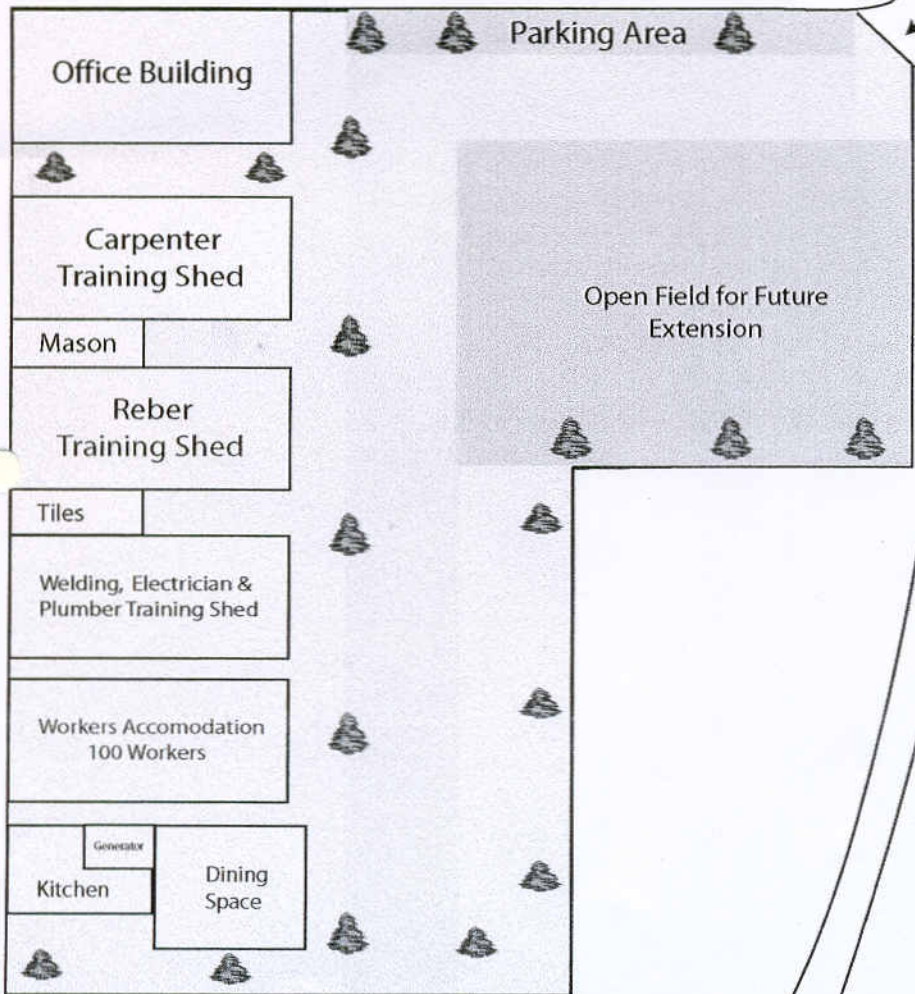 Parking Area
Office Building
Carpenter
Training Shed
Open Field for Future
Extension
Mason
Reber
Training Shed
Tiles
Welding, Electrician &
Plumber Training Shed
Workers Accomodation
100 Workers
Generator
Kitchen
Dining
Space